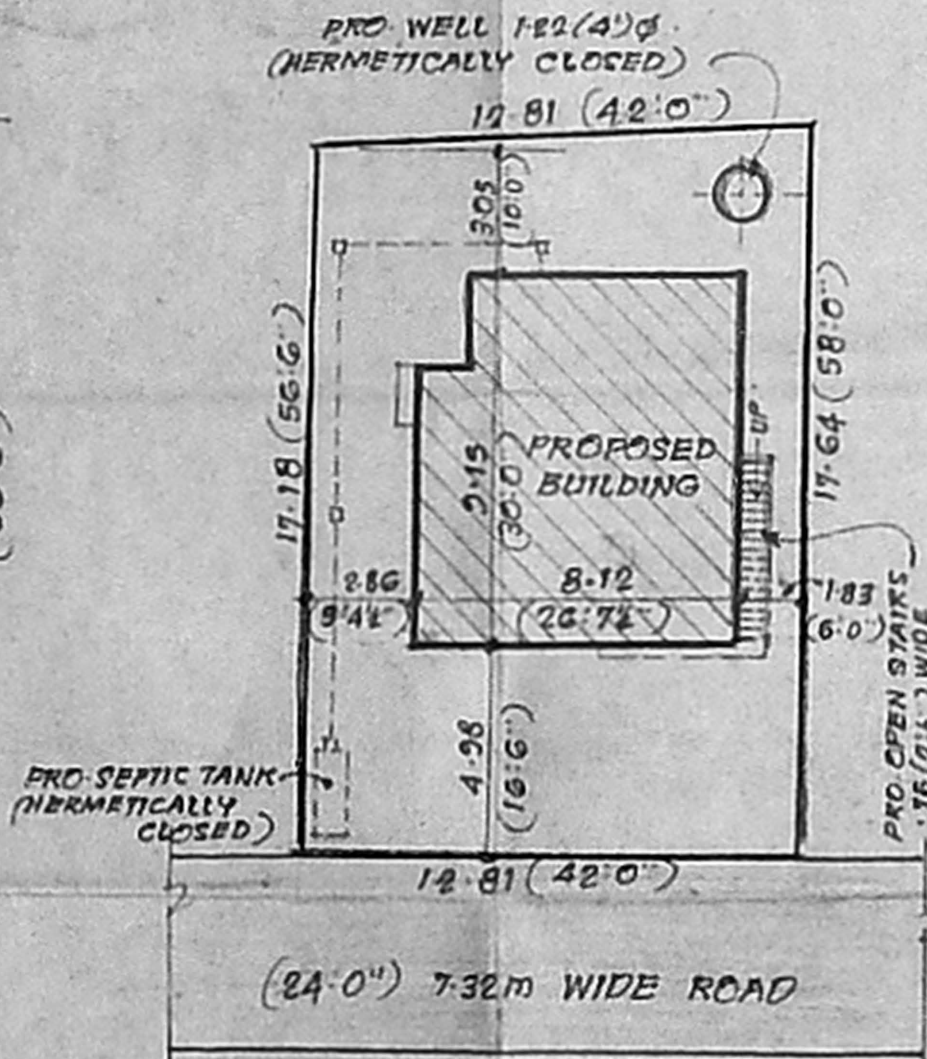 PRO·WELL 1·22(4')ø.
(HERMETICALLY CLOSED)
12·81 (42'·0")
3·05
(10'·0")
17·18 (56'·6")
17·64 (58'·0")
UP
PROPOSED
BUILDING
9·15
(30'·0")
2·86
(9'·4½")
8·12
(26'·7½")
1·83
(6'·0")
PRO·OPEN STAIRS
WIDE
4·98
(16'·6")
PRO·SEPTIC TANK
(HERMETICALLY
CLOSED)
12·81 (42'·0")
(24'·0") 7·32m WIDE ROAD